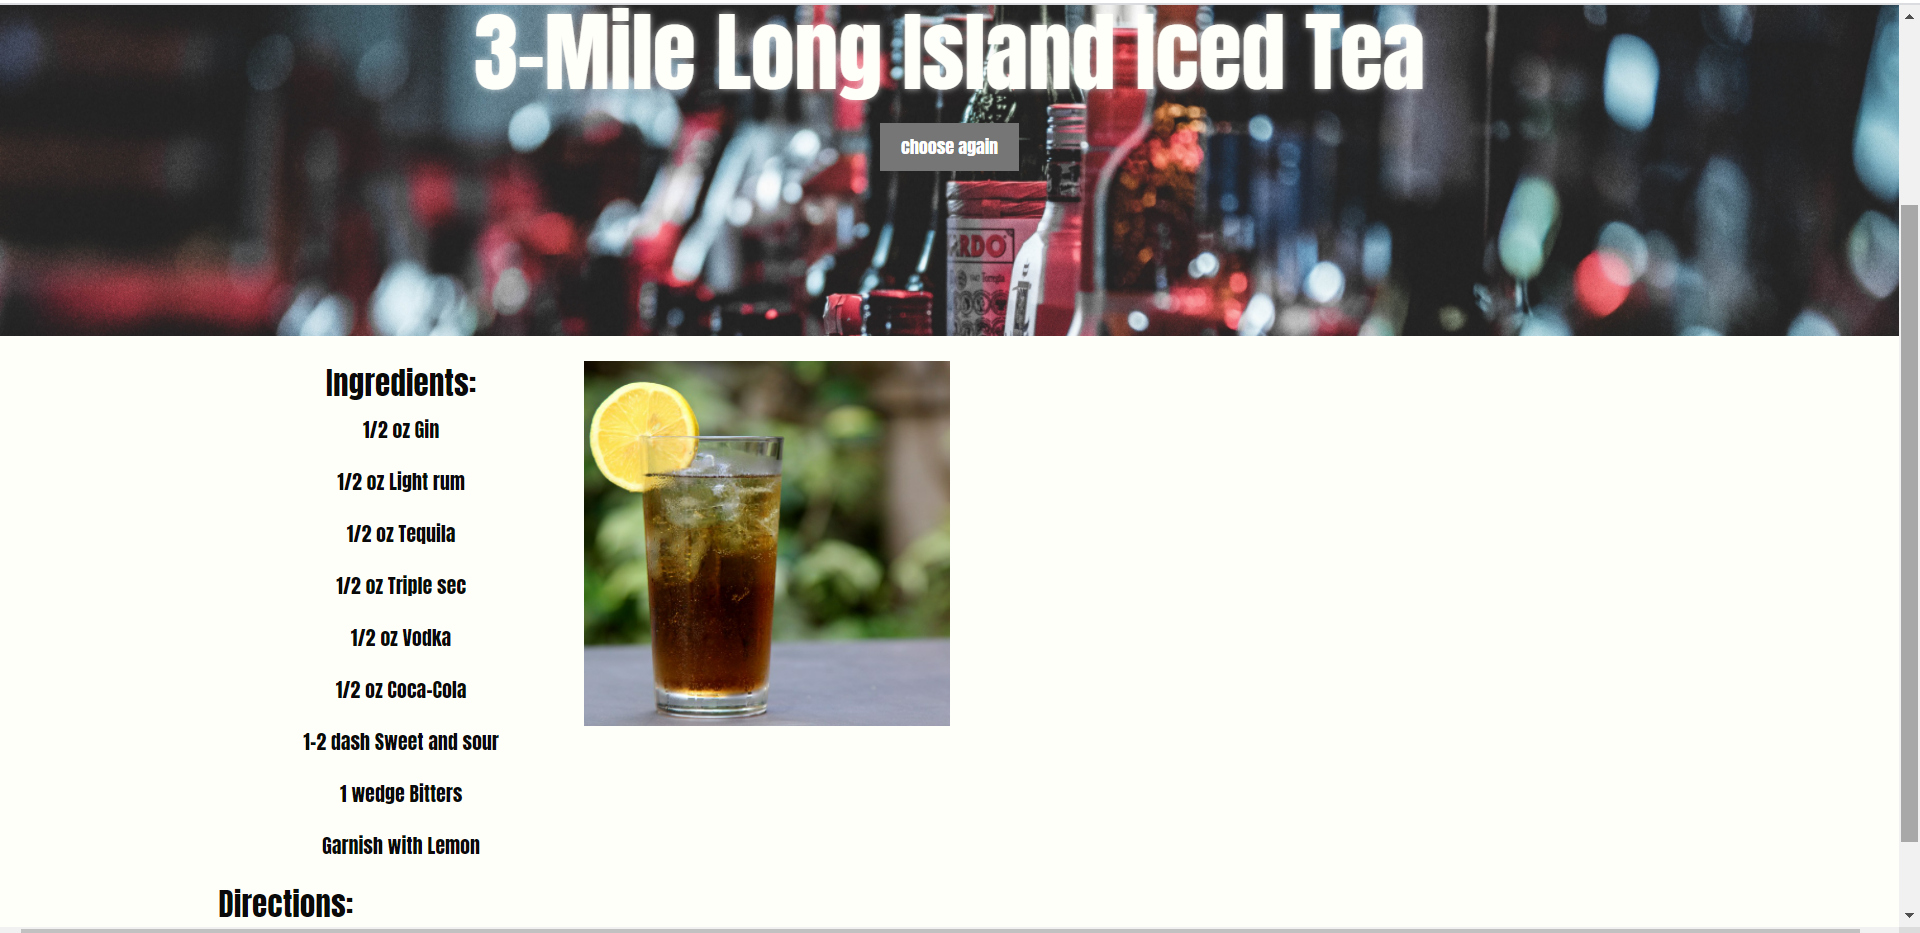 3-Mile Long Island Iced Tea
choose again
ARDO
Ingredients:
1/2 oz Gin
1/2 oz Light rum
1/2 oz Tequila
1/2 oz Triple sec
1/2 oz Vodka
1/2 oz Coca-Cola
1-2 dash Sweet and sour
1 wedge Bitters
Garnish with Lemon
Directions: